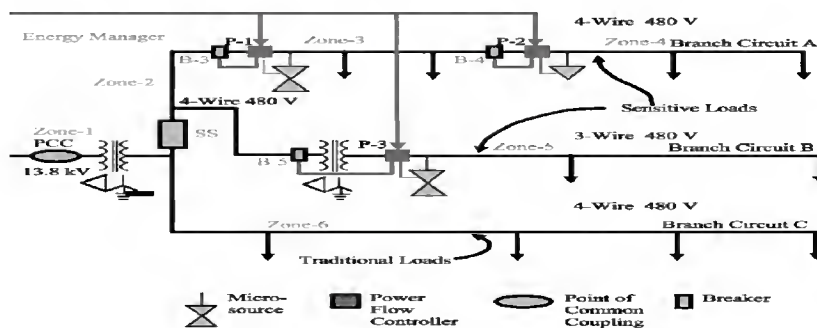 4-Wire 480 V
Energy Manager
P-1
Zone-3
P-2
Zone-4
Branch Circuit A
B-3
B-4
Zone-2
4-Wire 480 V
Sensitive Loads
Zone-1
PCC
SS
3-Wire 480 V
P-3
Zone-5
Branch Circuit B
B-5
13.8 kV
4-Wire 480 V
Zone-6
Branch Circuit C
Traditional Loads
Micro-
source
Power
Flow
Controller
Point of
Common
Coupling
Breaker